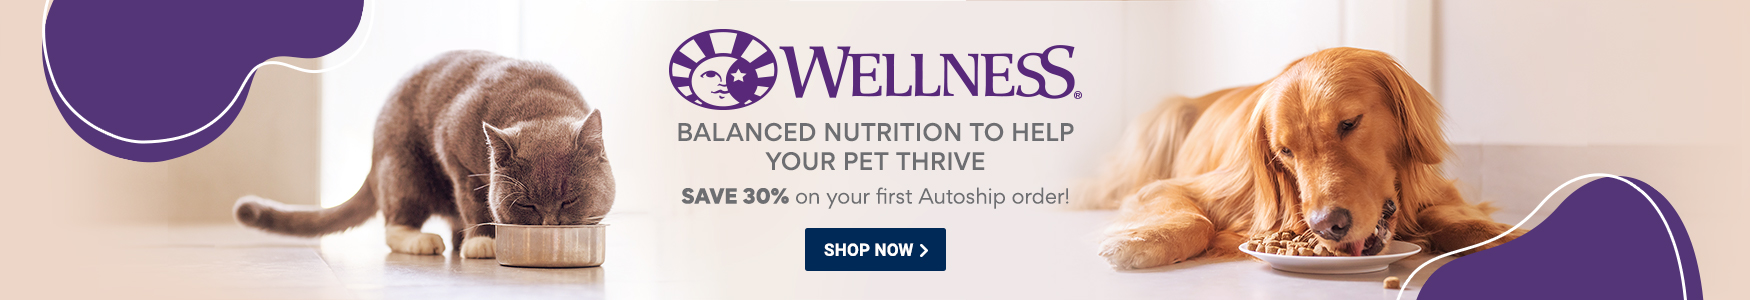 WELLNESS®
BALANCED NUTRITION TO HELP
YOUR PET THRIVE
SAVE 30% on your first Autoship order!
SHOP NOW